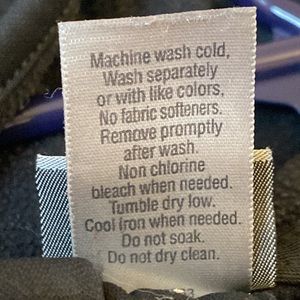 Machine wash cold,
Wash separately
or with like colors,
No fabric softeners.
Remove promptly
after wash.
Non chlorine
bleach when needed.
Tumble dry low.
Cool iron when needed.
Do not soak.
Do not dry clean.